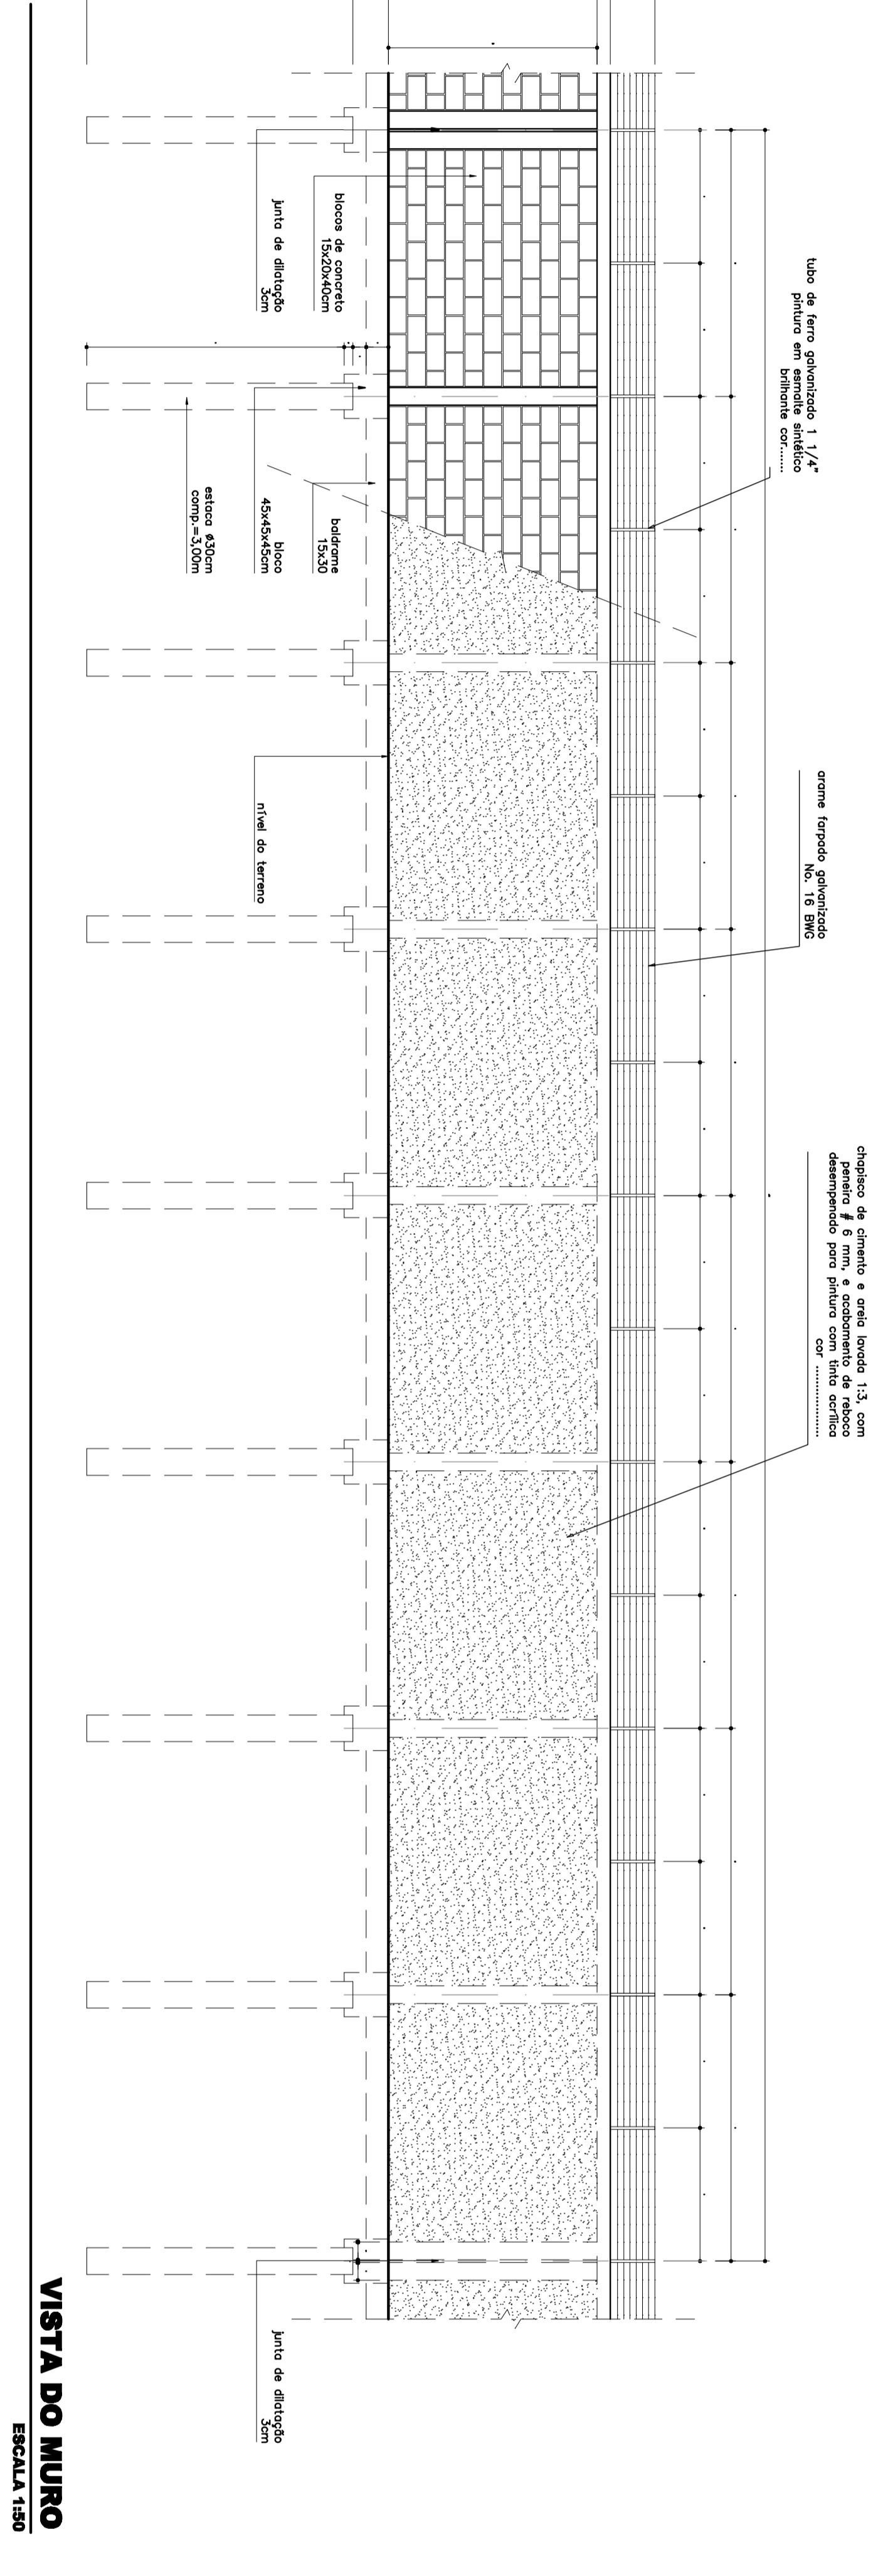 tubo de ferro galvanizado 1 1/4"
pintura em esmalte sintético
brilhante cor.......
arame farpado galvanizado
No. 16 BWG
chapisco de cimento e areia lavada 1:3, com
peneira # 6 mm, e acabamento de reboco
desempenado para pintura com tinta acrílica
cor ..................
blocos de concreto
15x20x40cm
junta de dilatação
3cm
baldrame
15x30
bloco
45x45x45cm
estaca ø30cm
comp.=3,00m
nível do terreno
junta de dilatação
3cm
VISTA DO MURO
ESCALA 1:50